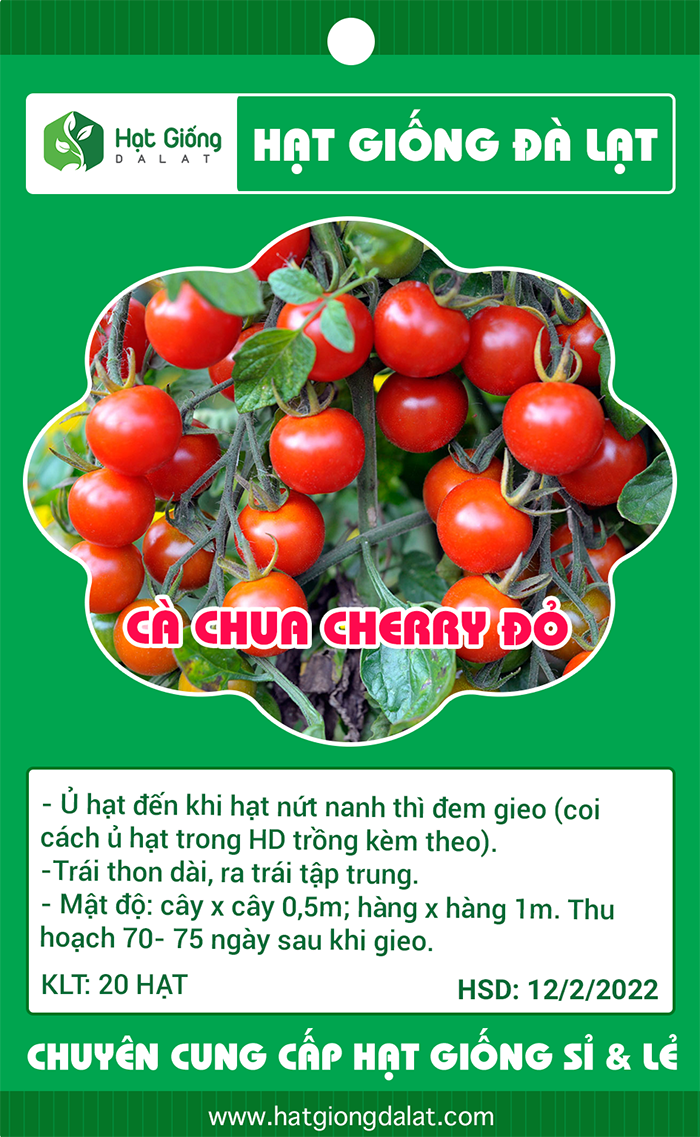 Hạt Giống
DALAT
HẠT GIỐNG ĐÀ LẠT
CÀ CHUA CHERRY ĐỎ
- Ủ hạt đến khi hạt nứt nanh thì đem gieo (coi
cách ủ hạt trong HD trồng kèm theo).
-Trái thon dài, ra trái tập trung.
- Mật độ: cây x cây 0,5m; hàng x hàng 1m. Thu
hoạch 70- 75 ngày sau khi gieo.
KLT: 20 HẠT
HSD: 12/2/2022
CHUYÊN CUNG CẤP HẠT GIỐNG SỈ & LẺ
www.hatgiongdalat.com